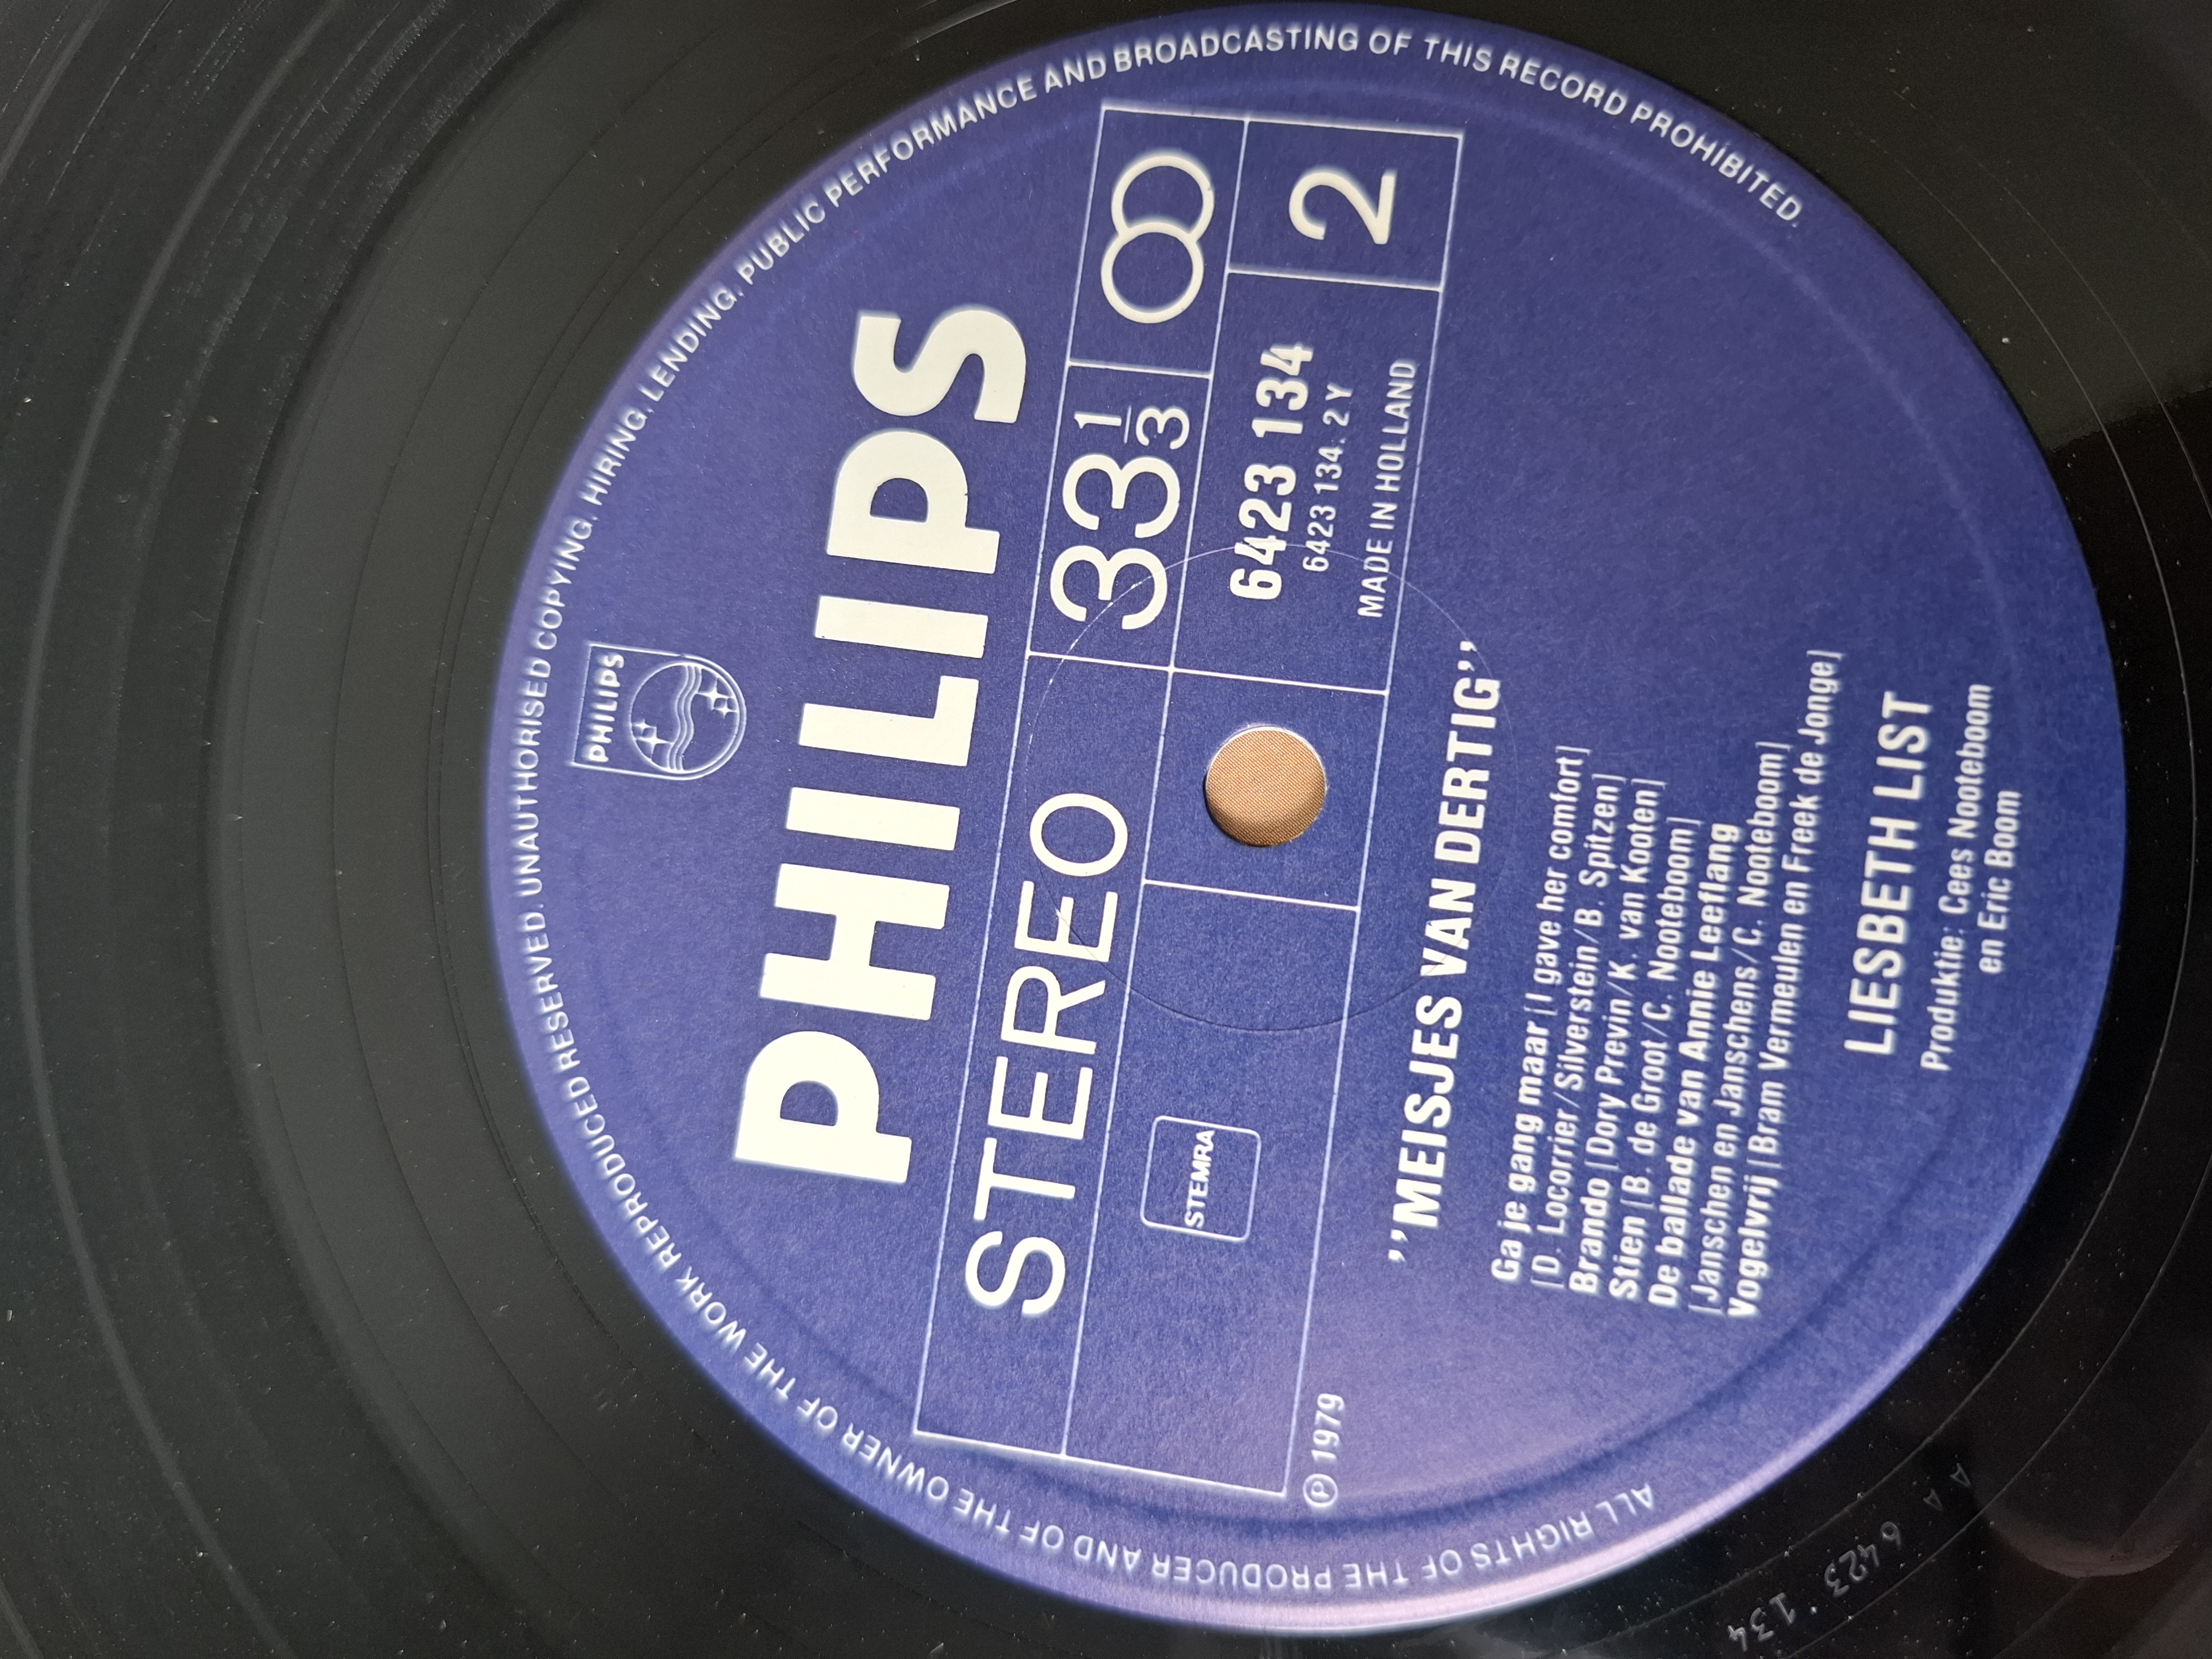 ALL RIGHTS OF THE PRODUCER AND OF THE OWNER OF THE WORK REPRODUCED RESERVED. UNAUTHORISED COPYING, HIRING, LENDING, PUBLIC PERFORMANCE AND BROADCASTING OF THIS RECORD PROHIBITED.
PHILIPS
PHILIPS
STEREO 33 1/3
STEMRA
6423 134
6423 134. 2 Y
MADE IN HOLLAND
2
℗ 1979
”MEISJES VAN DERTIG”
Ga je gang maar [I gave her comfort]
[D. Locorrier/Silverstein/B. Spitzen]
Brando [Dory Previn/K. van Kooten]
Stien [B. de Groot/C. Nooteboom]
De ballade van Annie Leeflang
[Janschen en Janschens/C. Nooteboom]
Vogelvrij [Bram Vermeulen en Freek de Jonge]
LIESBETH LIST
Produktie: Cees Nooteboom
en Eric Boom
AA 6423 134